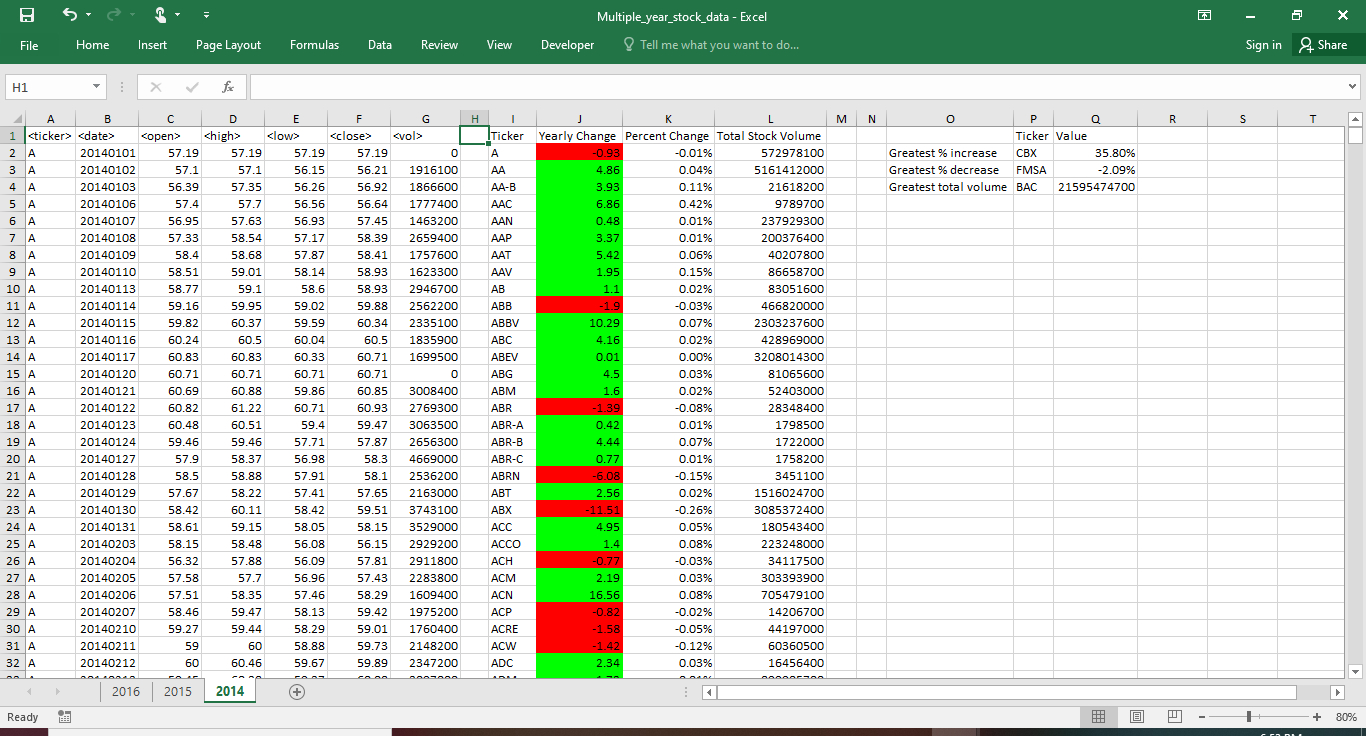 Multiple_year_stock_data - Excel
File Home Insert Page Layout Formulas Data Review View Developer Tell me what you want to do... Sign in Share
H1 fx
A B C D E F G H I J K L M N O P Q R S T
1 <ticker> <date> <open> <high> <low> <close> <vol> Ticker Yearly Change Percent Change Total Stock Volume Ticker Value
2 A 20140101 57.19 57.19 57.19 57.19 0 A -0.93 -0.01% 572978100 Greatest % increase CBX 35.80%
3 A 20140102 57.1 57.1 56.15 56.21 1916100 AA 4.86 0.04% 5161412000 Greatest % decrease FMSA -2.09%
4 A 20140103 56.39 57.35 56.26 56.92 1866600 AA-B 3.93 0.11% 21618200 Greatest total volume BAC 21595474700
5 A 20140106 57.4 57.7 56.56 56.64 1777400 AAC 6.86 0.42% 9789700
6 A 20140107 56.95 57.63 56.93 57.45 1463200 AAN 0.48 0.01% 237929300
7 A 20140108 57.33 58.54 57.17 58.39 2659400 AAP 3.37 0.01% 200376400
8 A 20140109 58.4 58.68 57.87 58.41 1757600 AAT 5.42 0.06% 40207800
9 A 20140110 58.51 59.01 58.14 58.93 1623300 AAV 1.95 0.15% 86658700
10 A 20140113 58.77 59.1 58.6 58.93 2946700 AB 1.1 0.02% 83051600
11 A 20140114 59.16 59.95 59.02 59.88 2562200 ABB -1.9 -0.03% 466820000
12 A 20140115 59.82 60.37 59.59 60.34 2335100 ABBV 10.29 0.07% 2303237600
13 A 20140116 60.24 60.5 60.04 60.5 1835900 ABC 4.16 0.02% 428969000
14 A 20140117 60.83 60.83 60.33 60.71 1699500 ABEV 0.01 0.00% 3208014300
15 A 20140120 60.71 60.71 60.71 60.71 0 ABG 4.5 0.03% 81065600
16 A 20140121 60.69 60.88 59.86 60.85 3008400 ABM 1.6 0.02% 52403000
17 A 20140122 60.82 61.22 60.71 60.93 2769300 ABR -1.39 -0.08% 28348400
18 A 20140123 60.48 60.51 59.4 59.47 3063500 ABR-A 0.42 0.01% 1798500
19 A 20140124 59.46 59.46 57.71 57.87 2656300 ABR-B 4.44 0.07% 1722000
20 A 20140127 57.9 58.37 56.98 58.3 4669000 ABR-C 0.77 0.01% 1758200
21 A 20140128 58.5 58.88 57.91 58.1 2536200 ABRN -6.08 -0.15% 3451100
22 A 20140129 57.67 58.22 57.41 57.65 2163000 ABT 2.56 0.02% 1516024700
23 A 20140130 58.42 60.11 58.42 59.51 3743100 ABX -11.51 -0.26% 3085372400
24 A 20140131 58.61 59.15 58.05 58.15 3529000 ACC 4.95 0.05% 180543400
25 A 20140203 58.15 58.48 56.08 56.15 2929200 ACCO 1.4 0.08% 223248000
26 A 20140204 56.32 57.88 56.09 57.81 2911800 ACH -0.77 -0.03% 34117500
27 A 20140205 57.58 57.7 56.96 57.43 2283800 ACM 2.19 0.03% 303393900
28 A 20140206 57.51 58.35 57.46 58.29 1609400 ACN 16.56 0.08% 705479100
29 A 20140207 58.46 59.47 58.13 59.42 1975200 ACP -0.82 -0.02% 14206700
30 A 20140210 59.27 59.44 58.29 59.01 1760400 ACRE -1.58 -0.05% 44197000
31 A 20140211 59 60 58.88 59.73 2148200 ACW -1.42 -0.12% 60360500
32 A 20140212 60 60.46 59.67 59.89 2347200 ADC 2.34 0.03% 16456400
2016 2015 2014
Ready 80%